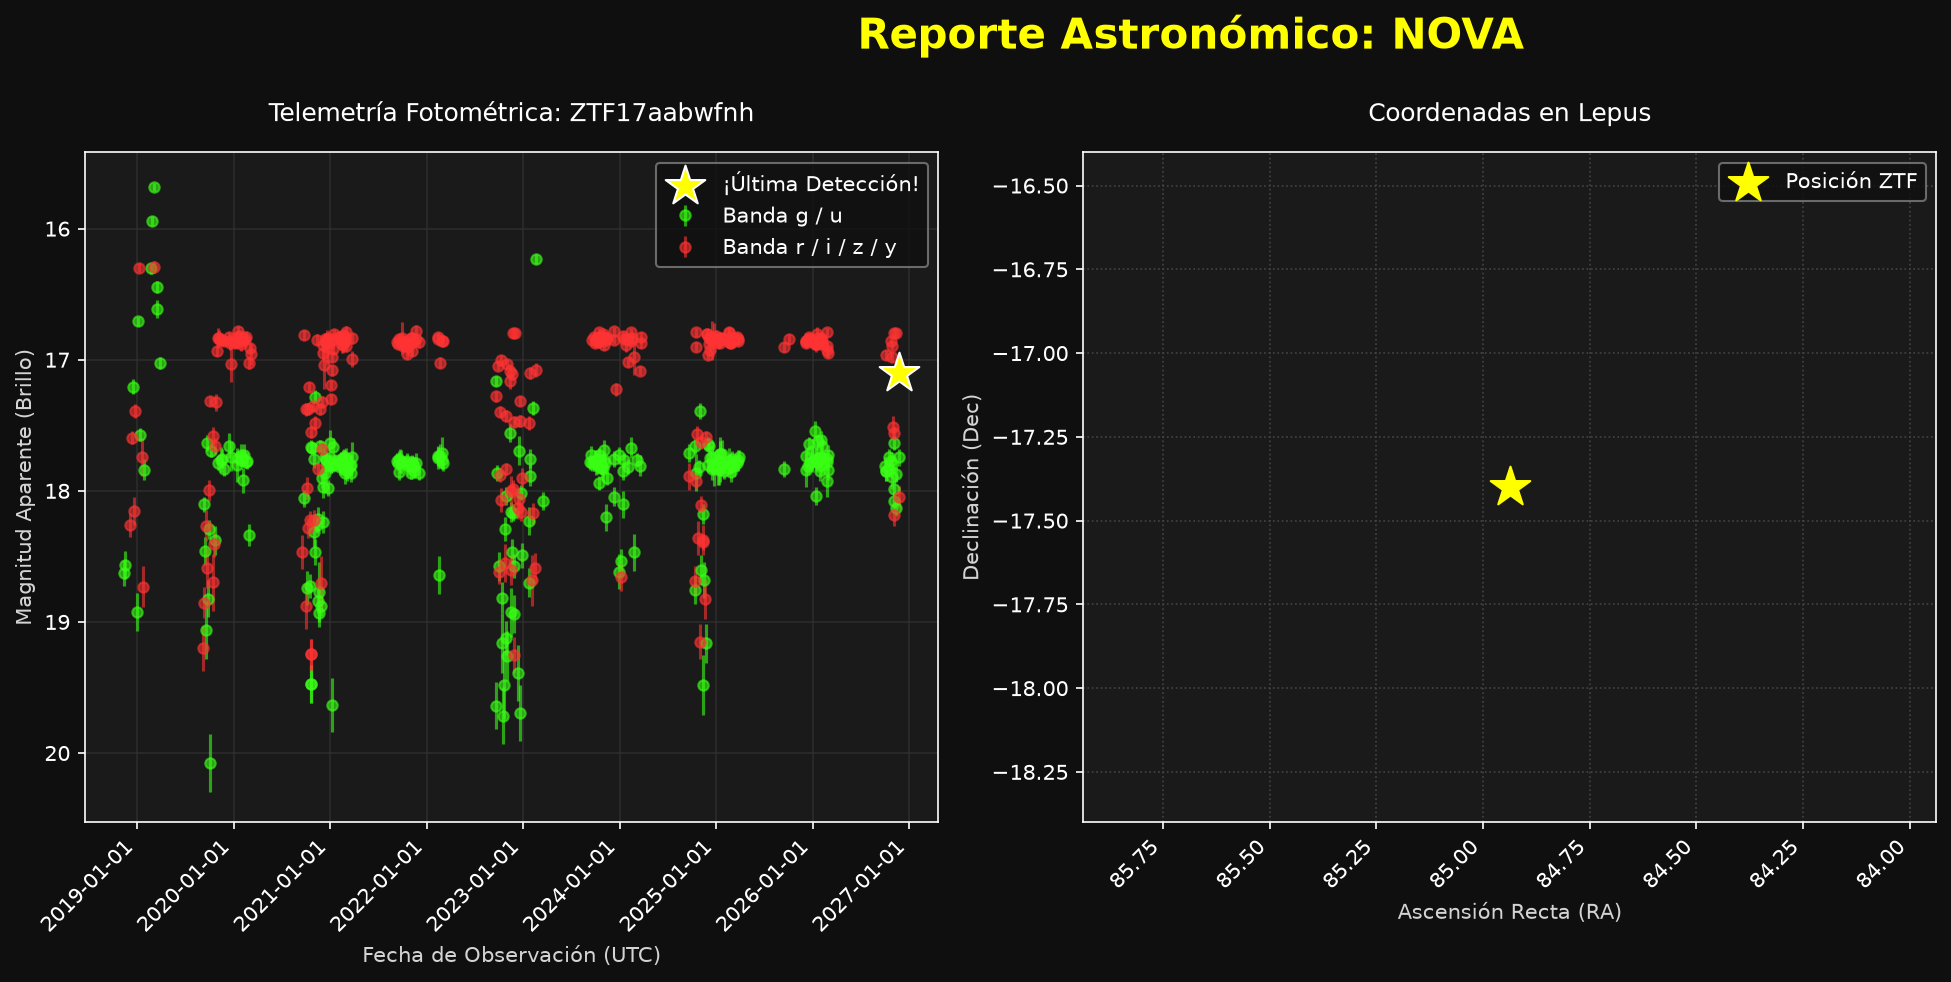 Reporte Astronómico: NOVA
Telemetría Fotométrica: ZTF17aabwfnh
¡Última Detección!
Banda g / u
Banda r / i / z / y
Magnitud Aparente (Brillo)
16
17
18
19
20
2019-01-01
2020-01-01
2021-01-01
2022-01-01
2023-01-01
2024-01-01
2025-01-01
2026-01-01
2027-01-01
Fecha de Observación (UTC)
Coordenadas en Lepus
Posición ZTF
Declinación (Dec)
−16.50
−16.75
−17.00
−17.25
−17.50
−17.75
−18.00
−18.25
85.75
85.50
85.25
85.00
84.75
84.50
84.25
84.00
Ascensión Recta (RA)